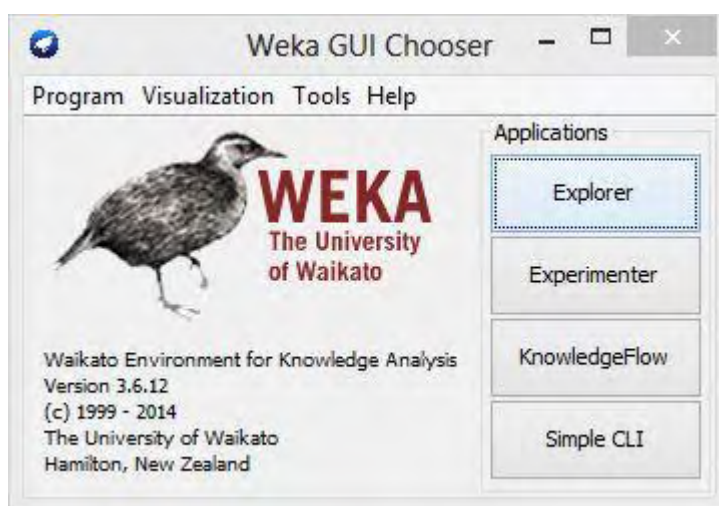 Weka GUI Chooser
Program Visualization Tools Help
WEKA
The University
of Waikato
Waikato Environment for Knowledge Analysis
Version 3.6.12
(c) 1999 - 2014
The University of Waikato
Hamilton, New Zealand
Applications
Explorer
Experimenter
KnowledgeFlow
Simple CLI